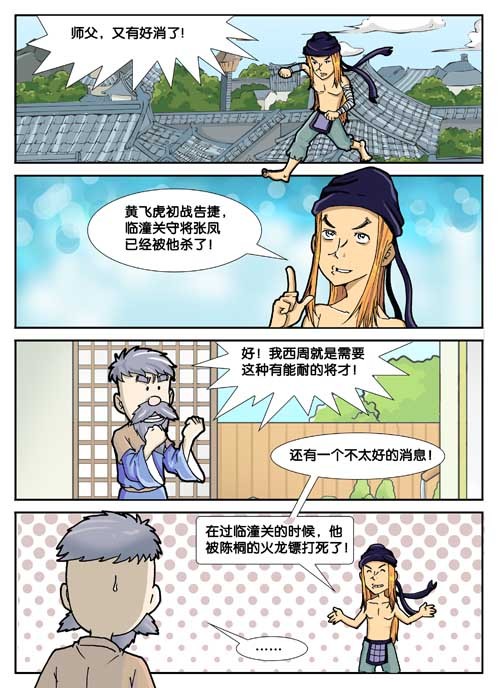 师父，又有好消了！
黄飞虎初战告捷，
临潼关守将张凤
已经被他杀了！
好！我西周就是需要
这种有能耐的将才！
还有一个不太好的消息！
在过临潼关的时候，他
被陈桐的火龙镖打死了！
……